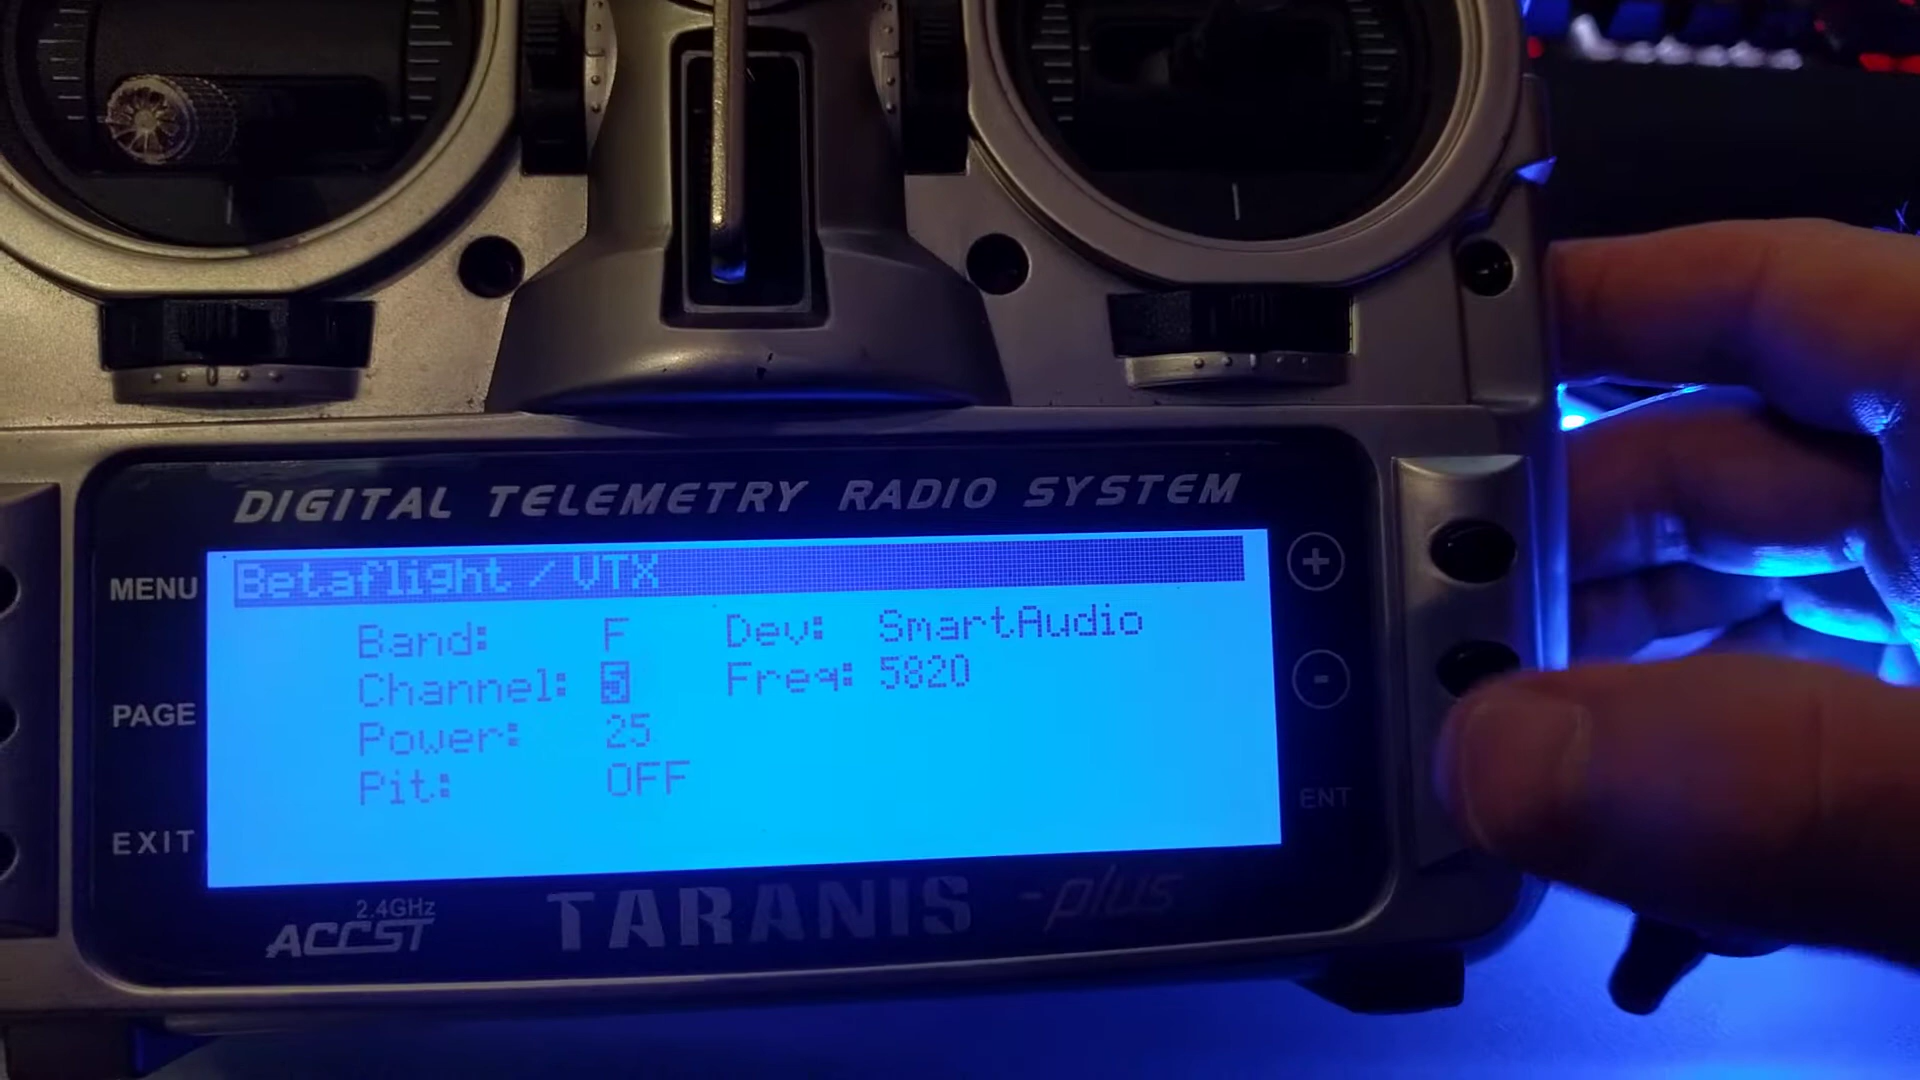 DIGITAL TELEMETRY RADIO SYSTEM
MENU
PAGE
EXIT
Betaflight / VTX
Band: F Dev: SmartAudio
Channel: 5 Freq: 5820
Power: 25
Pit: OFF
+
-
ENT
2.4GHz
ACCST
TARANIS -plus